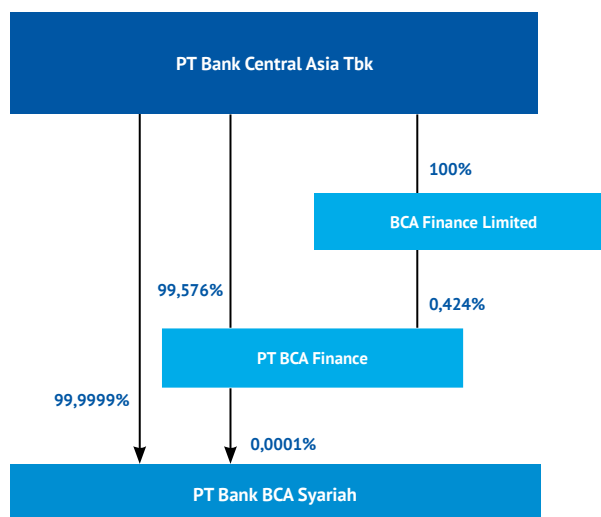 PT Bank Central Asia Tbk
100%
BCA Finance Limited
99,576%
0,424%
PT BCA Finance
99,9999%
0,0001%
PT Bank BCA Syariah